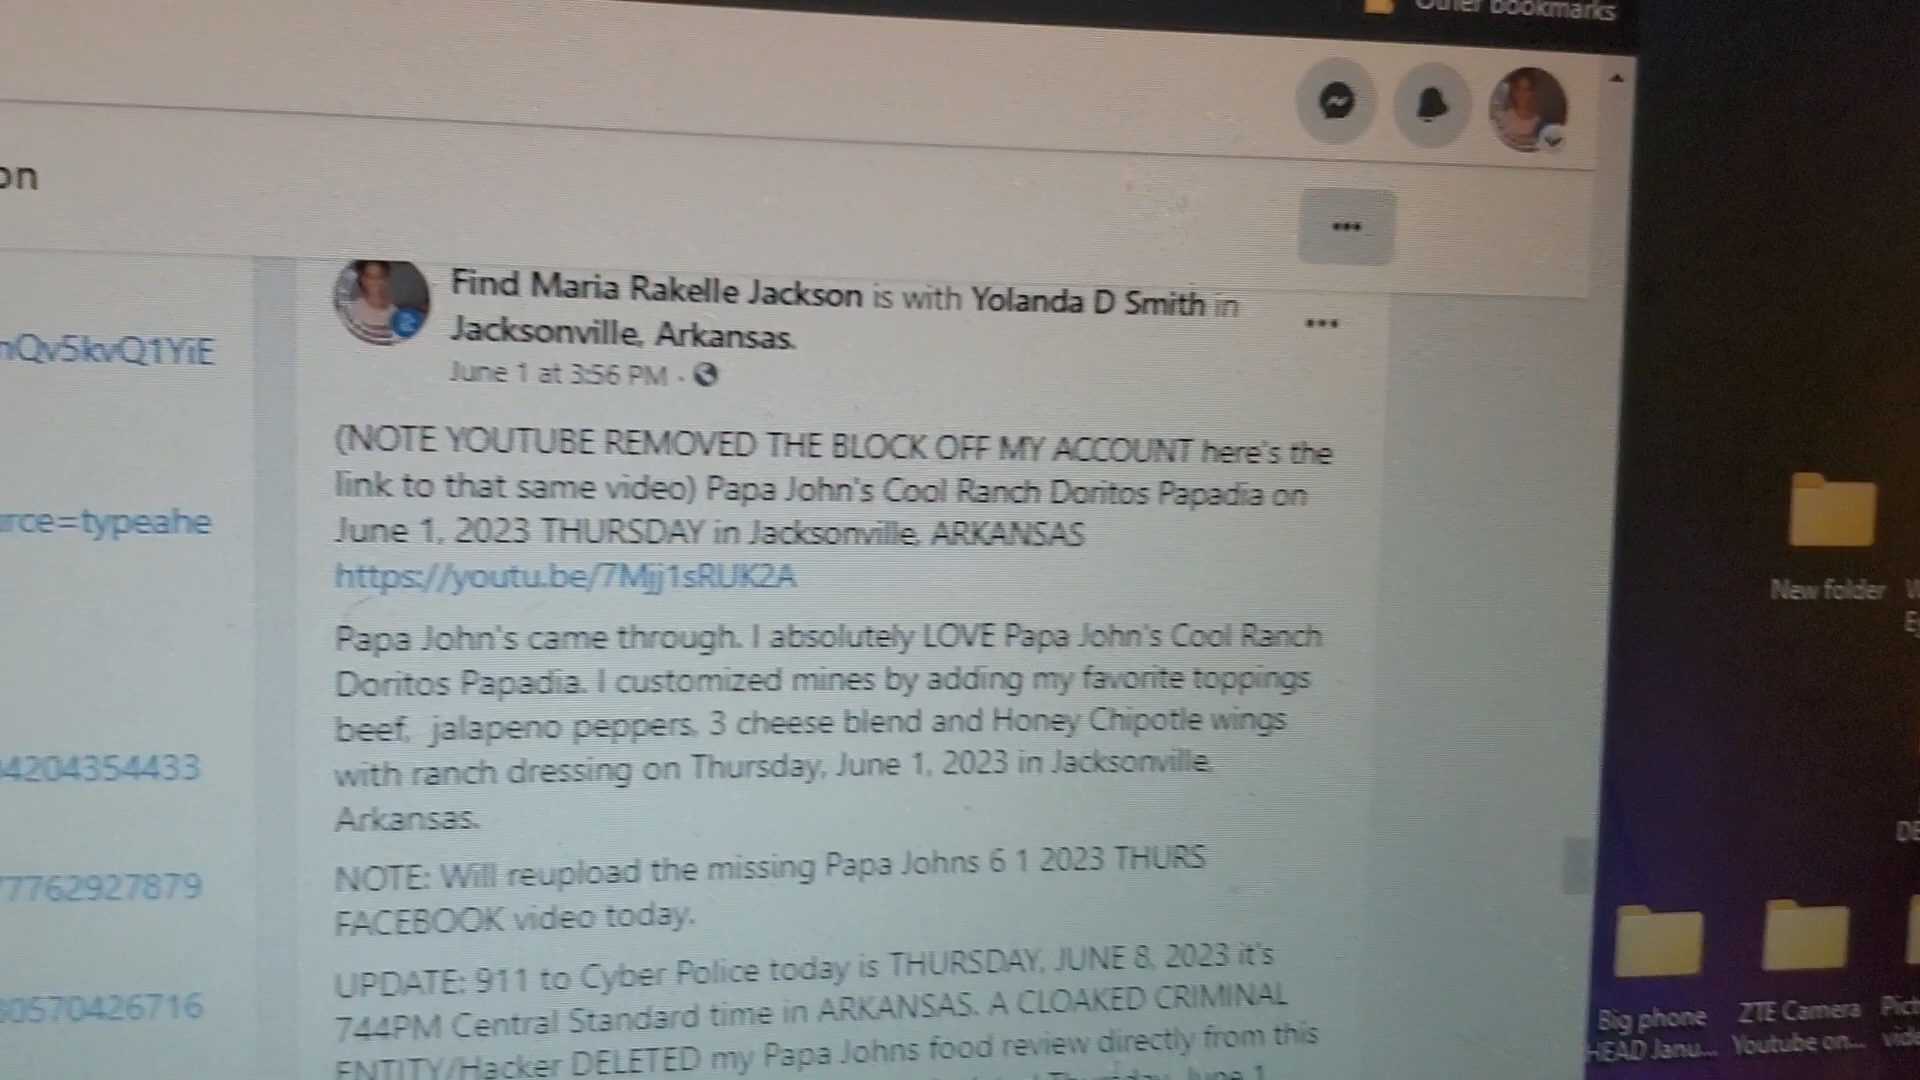 Other bookmarks
on
Find Maria Rakelle Jackson is with Yolanda D Smith in
Jacksonville, Arkansas.
June 1 at 3:56 PM ·
nQv5kvQ1YiE
(NOTE YOUTUBE REMOVED THE BLOCK OFF MY ACCOUNT here's the
link to that same video) Papa John's Cool Ranch Doritos Papadia on
June 1, 2023 THURSDAY in Jacksonville, ARKANSAS
https://youtu.be/7Mjj1sRUK2A
urce=typeahe
Papa John's came through. I absolutely LOVE Papa John's Cool Ranch
Doritos Papadia. I customized mines by adding my favorite toppings
beef, jalapeno peppers, 3 cheese blend and Honey Chipotle wings
with ranch dressing on Thursday, June 1, 2023 in Jacksonville,
Arkansas.
04204354433
NOTE: Will reupload the missing Papa Johns 6 1 2023 THURS
FACEBOOK video today.
77762927879
UPDATE: 911 to Cyber Police today is THURSDAY, JUNE 8, 2023 it's
744PM Central Standard time in ARKANSAS. A CLOAKED CRIMINAL
ENTITY/Hacker DELETED my Papa Johns food review directly from this
30570426716
New folder
Big phone
HEAD Janu...
ZTE Camera
Youtube on...